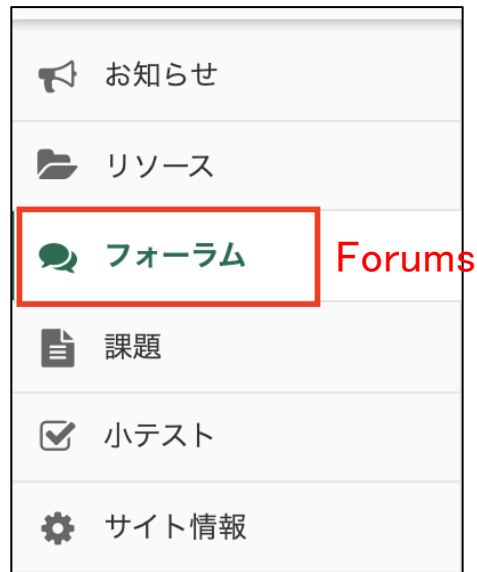 お知らせ
リソース
フォーラム Forums
課題
小テスト
サイト情報